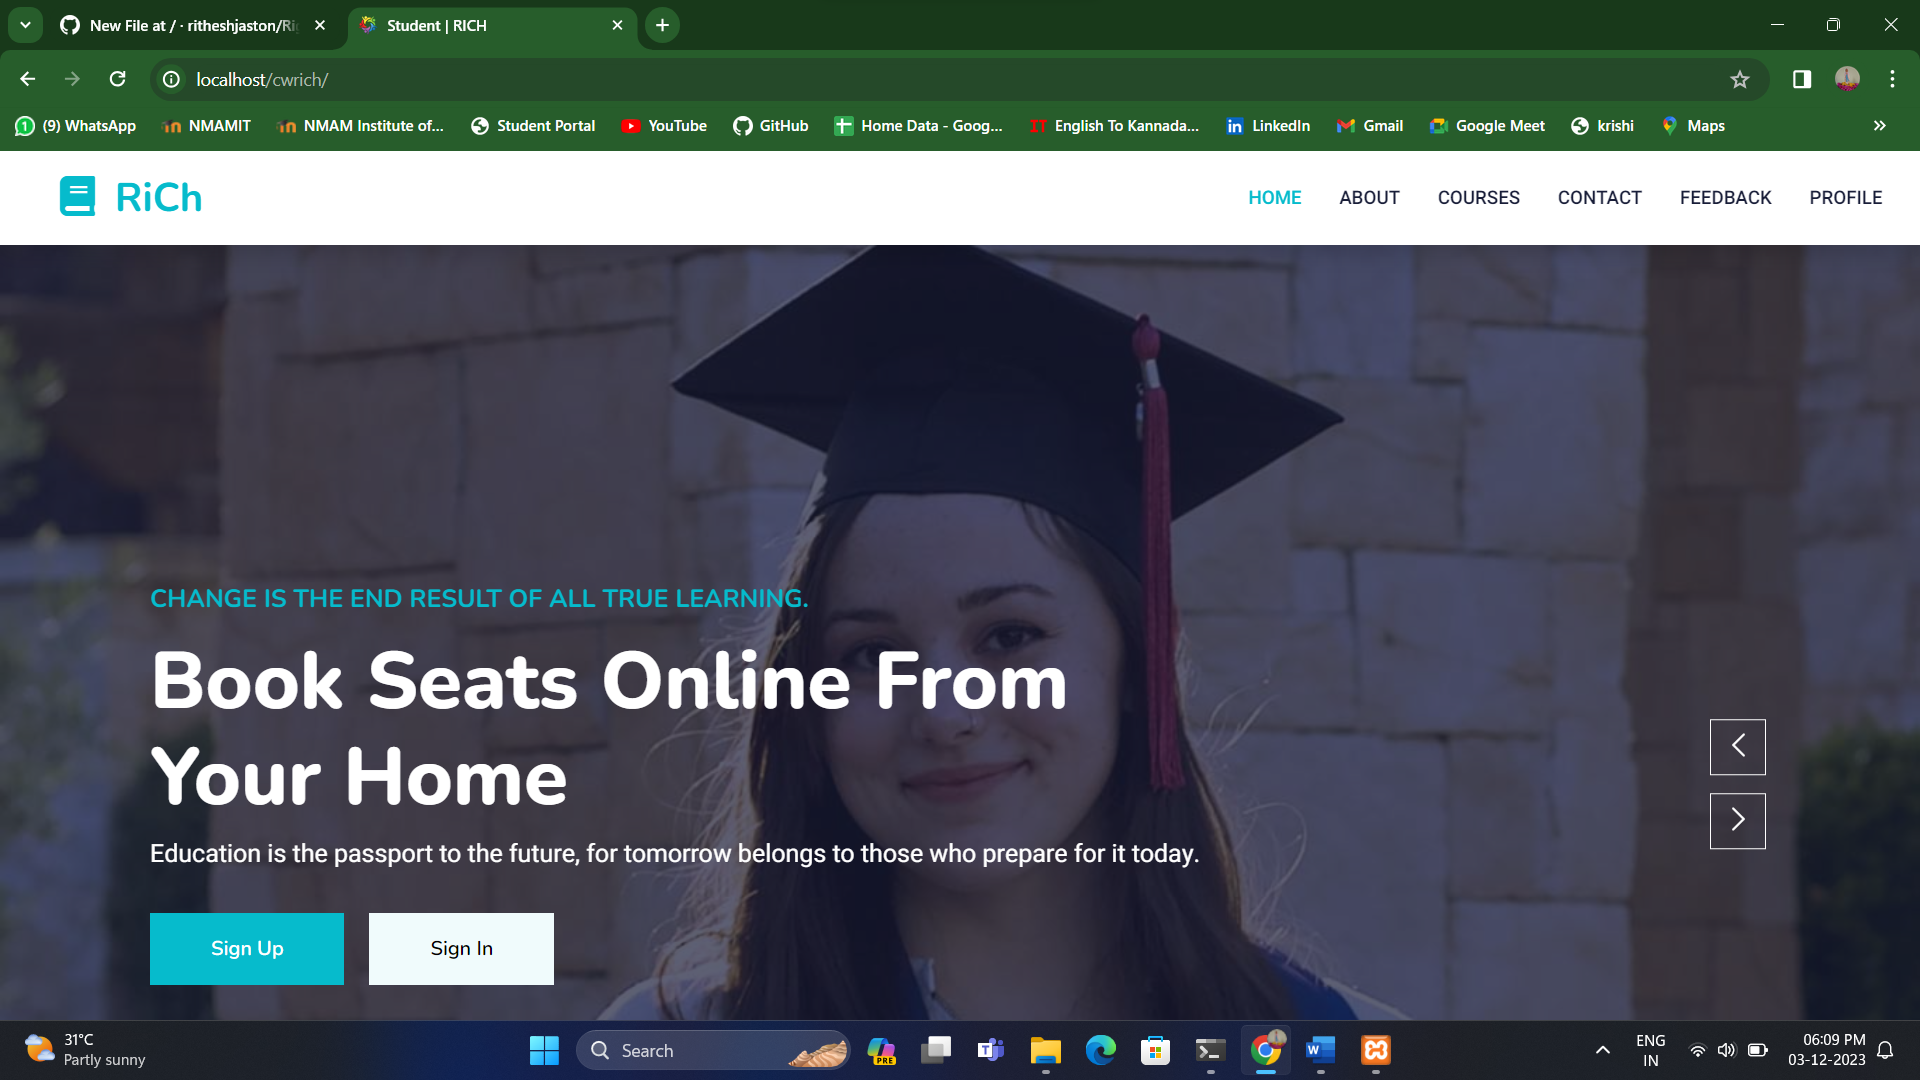 New File at / · ritheshjaston/Ri
Student | RICH
localhost/cwrich/
(9) WhatsApp
NMAMIT
NMAM Institute of...
Student Portal
YouTube
GitHub
Home Data - Goog...
IT
English To Kannada...
LinkedIn
Gmail
Google Meet
krishi
Maps
RiCh
HOME
ABOUT
COURSES
CONTACT
FEEDBACK
PROFILE
CHANGE IS THE END RESULT OF ALL TRUE LEARNING.
Book Seats Online From
Your Home
Education is the passport to the future, for tomorrow belongs to those who prepare for it today.
Sign Up
Sign In
31°C
Partly sunny
Search
PRE
ENG
IN
06:09 PM
03-12-2023